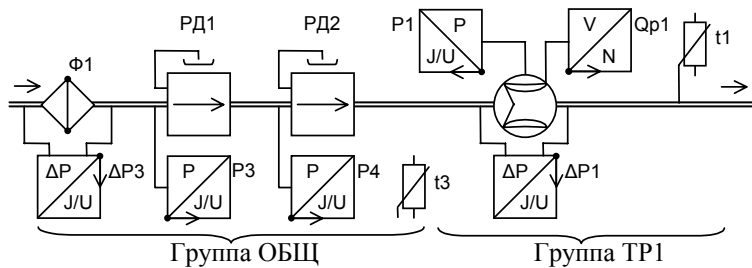 РД1 РД2 P1 P J/U V N Qp1 t1
Ф1
ΔP J/U ΔP3 P J/U P3 P J/U P4 t3 ΔP J/U ΔP1
Группа ОБЩ Группа ТР1